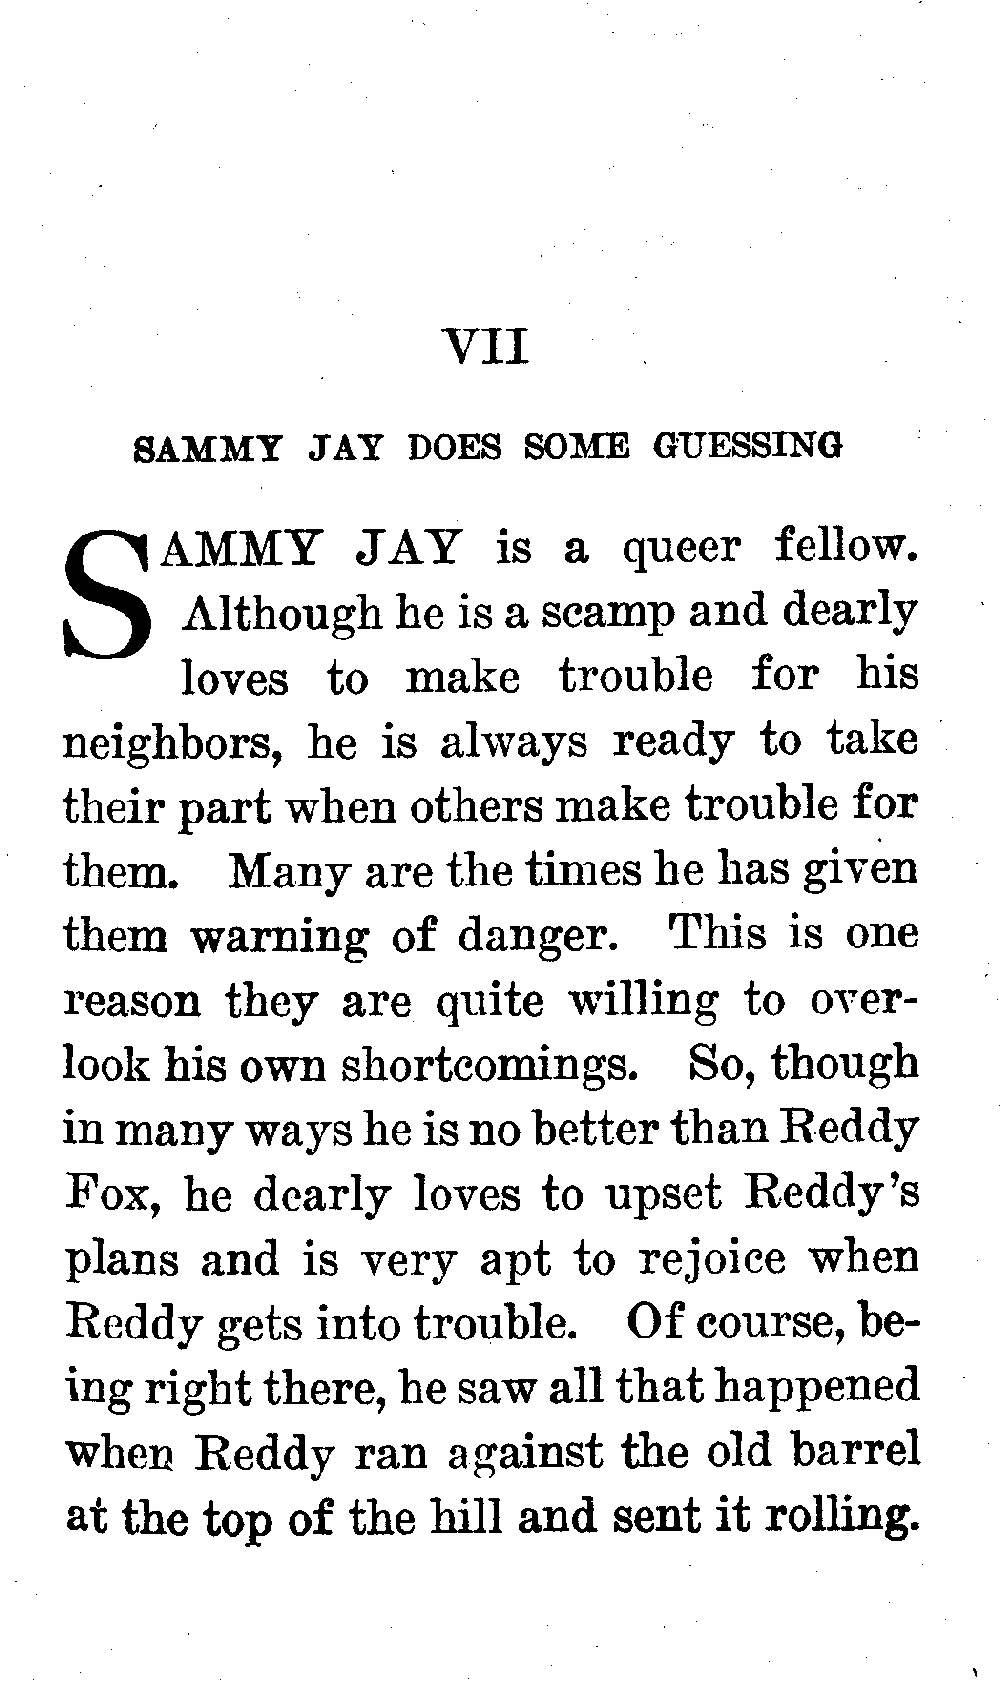 VII
SAMMY JAY DOES SOME GUESSING
SAMMY JAY is a queer fellow.
Although he is a scamp and dearly
loves to make trouble for his
neighbors, he is always ready to take
their part when others make trouble for
them. Many are the times he has given
them warning of danger. This is one
reason they are quite willing to over-
look his own shortcomings. So, though
in many ways he is no better than Reddy
Fox, he dearly loves to upset Reddy's
plans and is very apt to rejoice when
Reddy gets into trouble. Of course, be-
ing right there, he saw all that happened
when Reddy ran against the old barrel
at the top of the hill and sent it rolling.